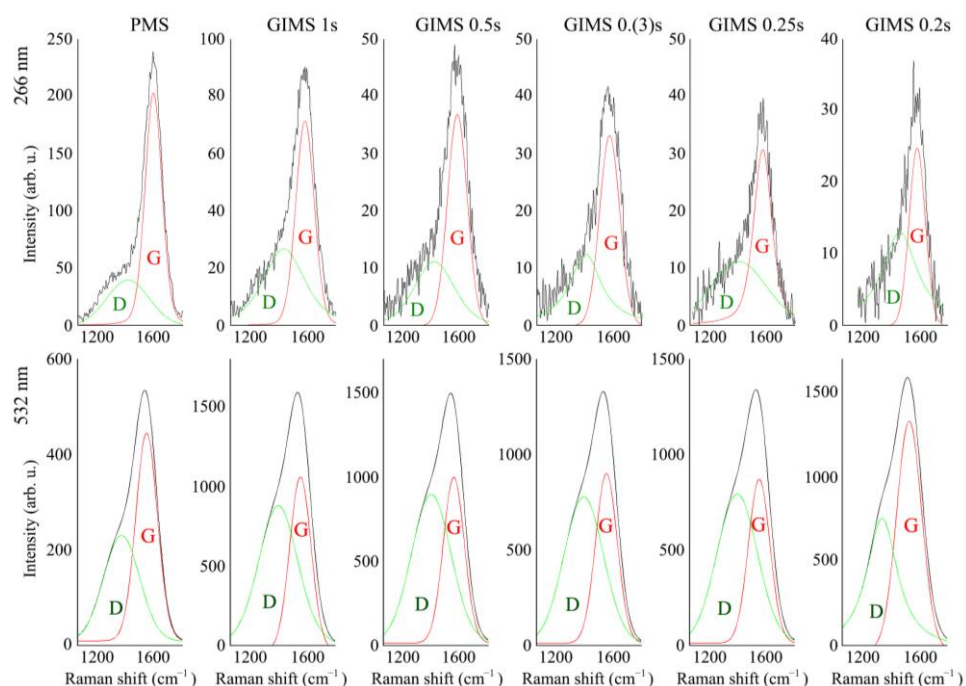 PMS GIMS 1s GIMS 0.5s GIMS 0.(3)s GIMS 0.25s GIMS 0.2s
266 nm
Intensity (arb. u.)
250
200
150
100
50
0
1200 1600
D
G
100
80
60
40
20
0
1200 1600
D
G
50
40
30
20
10
0
1200 1600
D
G
50
40
30
20
10
0
1200 1600
D
G
50
40
30
20
10
0
1200 1600
D
G
40
30
20
10
0
1200 1600
D
G
532 nm
Intensity (arb. u.)
600
400
200
0
1200 1600
D
G
1500
1000
500
0
1200 1600
D
G
1500
1000
500
0
1200 1600
D
G
1500
1000
500
0
1200 1600
D
G
1500
1000
500
0
1200 1600
D
G
1500
1000
500
0
1200 1600
D
G
Raman shift (cm⁻¹) Raman shift (cm⁻¹) Raman shift (cm⁻¹) Raman shift (cm⁻¹) Raman shift (cm⁻¹) Raman shift (cm⁻¹)